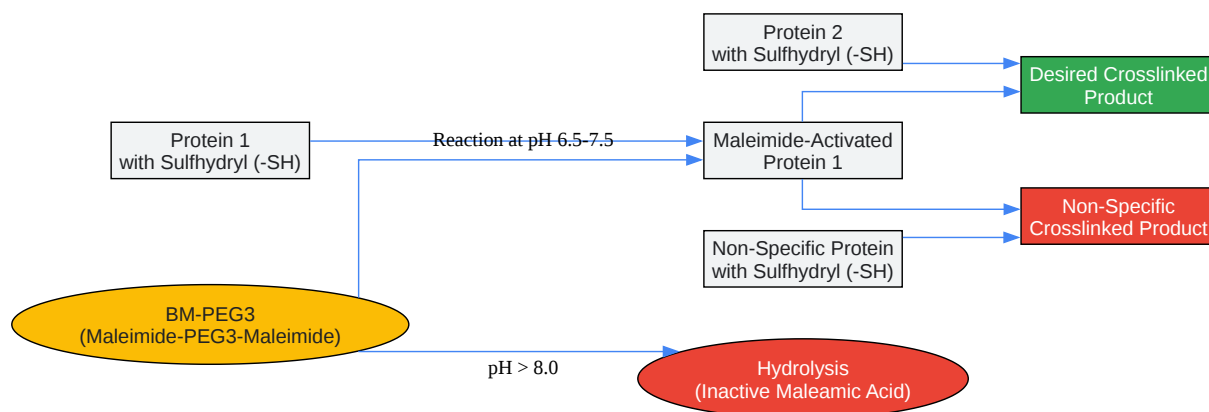 Protein 2
with Sulfhydryl (-SH)
Desired Crosslinked
Product
Protein 1
with Sulfhydryl (-SH)
Reaction at pH 6.5-7.5
Maleimide-Activated
Protein 1
Non-Specific
Crosslinked Product
Non-Specific Protein
with Sulfhydryl (-SH)
BM-PEG3
(Maleimide-PEG3-Maleimide)
pH > 8.0
Hydrolysis
(Inactive Maleamic Acid)